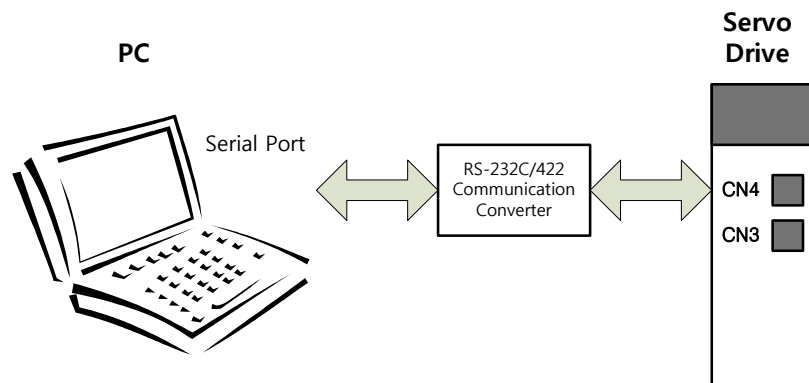 PC
Servo
Drive
Serial Port
RS-232C/422
Communication
Converter
CN4
CN3